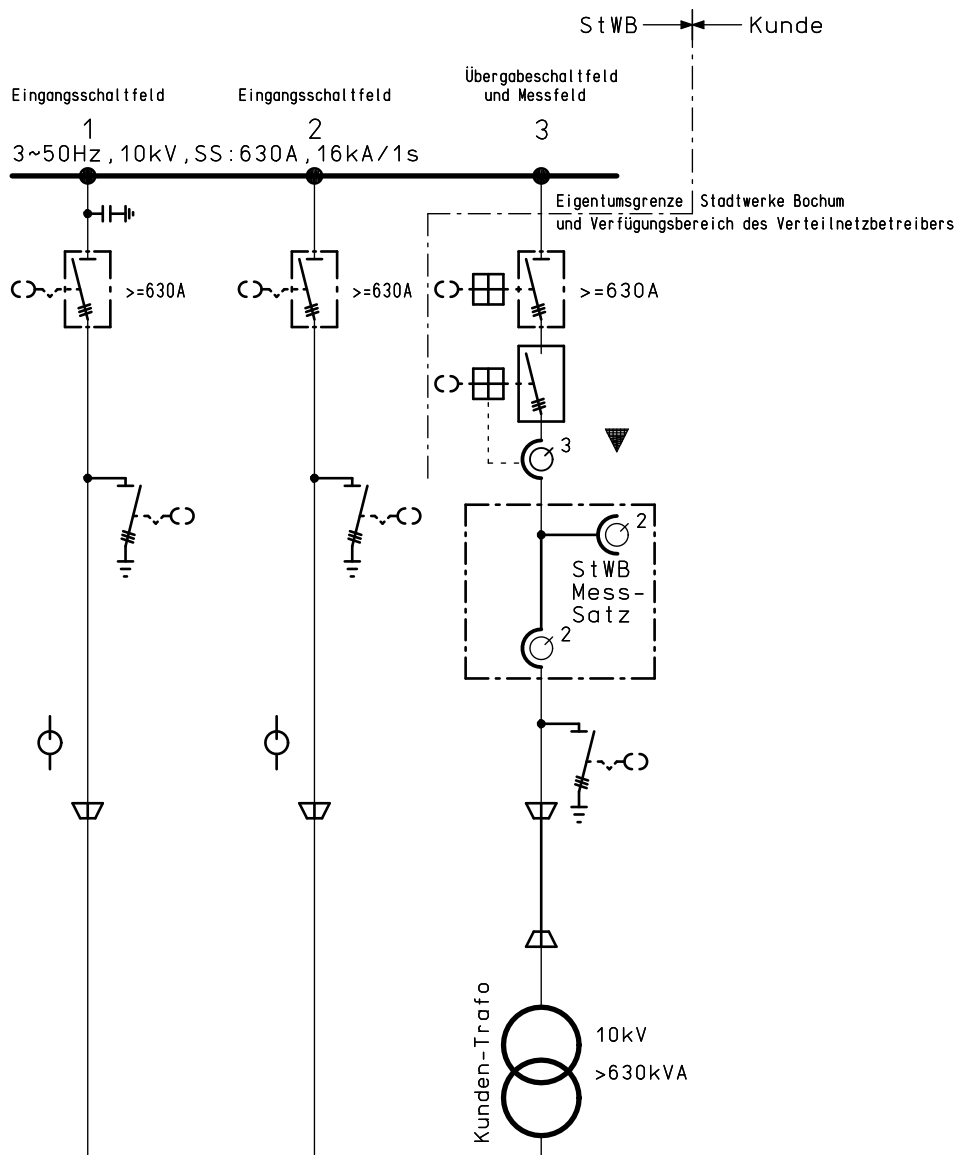 StWB Kunde
Eingangsschaltfeld
1
Eingangsschaltfeld
2
Übergabeschaltfeld
und Messfeld
3
3~50Hz, 10kV, SS:630A, 16kA/1s
Eigentumsgrenze Stadtwerke Bochum
und Verfügungsbereich des Verteilnetzbetreibers
>=630A
>=630A
>=630A
3
2
StWB
Mess-
Satz
2
Kunden-Trafo
10kV
>630kVA